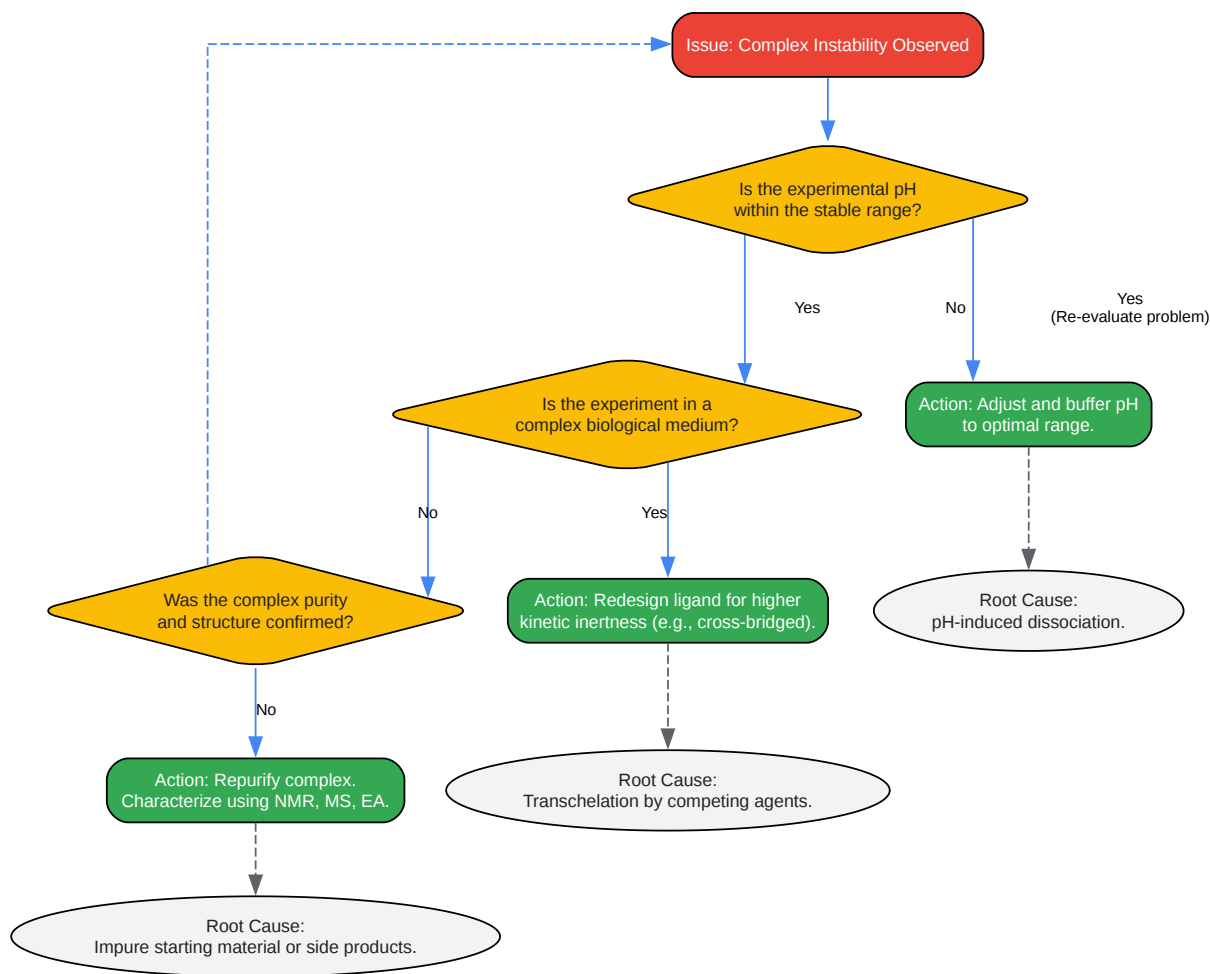 Issue: Complex Instability Observed
Is the experimental pH
within the stable range?
Yes
No
Yes
(Re-evaluate problem)
Is the experiment in a
complex biological medium?
Action: Adjust and buffer pH
to optimal range.
No
Yes
Was the complex purity
and structure confirmed?
Action: Redesign ligand for higher
kinetic inertness (e.g., cross-bridged).
Root Cause:
pH-induced dissociation.
No
Action: Repurify complex.
Characterize using NMR, MS, EA.
Root Cause:
Transchelation by competing agents.
Root Cause:
Impure starting material or side products.